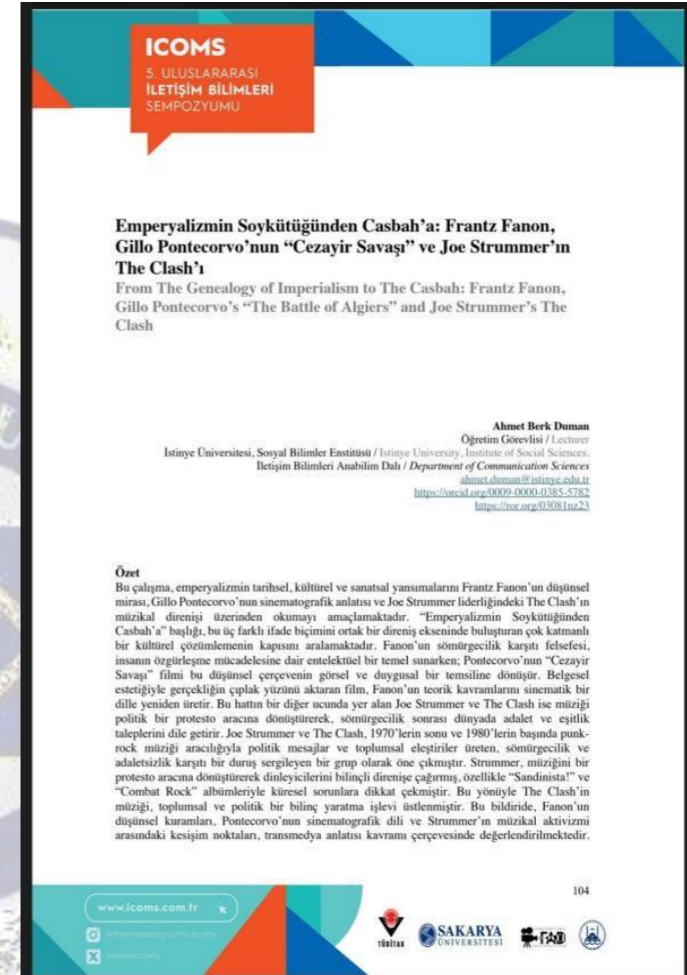 ICOMS
5. ULUSLARARASI
İLETİŞİM BİLİMLERİ
SEMPOZYUMU
Emperyalizmin Soykütüğünden Casbah’a: Frantz Fanon,
Gillo Pontecorvo’nun “Cezayir Savaşı” ve Joe Strummer’ın
The Clash’ı
From The Genealogy of Imperialism to The Casbah: Frantz Fanon,
Gillo Pontecorvo’s “The Battle of Algiers” and Joe Strummer’s The
Clash
Ahmet Berk Duman
Öğretim Görevlisi / Lecturer
Istinye Üniversitesi, Sosyal Bilimler Enstitüsü / Istinye University, Institute of Social Sciences,
İletişim Bilimleri Anabilim Dalı / Department of Communication Sciences
ahmet.duman@istinye.edu.tr
https://orcid.org/0009-0000-0385-5782
https://ror.org/03081nz23
Özet
Bu çalışma, emperyalizmin tarihsel, kültürel ve sanatsal yansımalarını Frantz Fanon’un düşünsel
mirası, Gillo Pontecorvo’nun sinematografik anlatısı ve Joe Strummer liderliğindeki The Clash’ın
müzikal direnişi üzerinden okumayı amaçlamaktadır. “Emperyalizmin Soykütüğünden
Casbah’a” başlığı, bu üç farklı ifade biçimini ortak bir direniş ekseninde buluşturan çok katmanlı
bir kültürel çözümlemenin kapısını aralamaktadır. Fanon’un sömürgecilik karşıtı felsefesi,
insanın özgürleşme mücadelesine dair entelektüel bir temel sunarken; Pontecorvo’nun “Cezayir
Savaşı” filmi bu düşünsel çerçevenin görsel ve duygusal bir temsiline dönüşür. Belgesel
estetiğiyle gerçekliğin çıplak yüzünü aktaran film, Fanon’un teorik kavramlarını sinematik bir
dille yeniden üretir. Bu hattın bir diğer ucunda yer alan Joe Strummer ve The Clash ise müziği
politik bir protesto aracına dönüştürerek, sömürgecilik sonrası dünyada adalet ve eşitlik
taleplerini dile getirir. Joe Strummer ve The Clash, 1970’lerin sonu ve 1980’lerin başında punk-
rock müziği aracılığıyla politik mesajlar ve toplumsal eleştiriler üreten, sömürgecilik ve
adaletsizlik karşıtı bir duruş sergileyen bir grup olarak öne çıkmıştır. Strummer, müziğini bir
protesto aracına dönüştürerek dinleyicilerini bilinçli direnişe çağırmış, özellikle “Sandinista!” ve
“Combat Rock” albümleriyle küresel sorunlara dikkat çekmiştir. Bu yönüyle The Clash’in
müziği, toplumsal ve politik bir bilinç yaratma işlevi üstlenmiştir. Bu bildiride, Fanon’un
düşünsel kuramları, Pontecorvo’nun sinematografik dili ve Strummer’ın müzikal aktivizmi
arasındaki kesişim noktaları, transmedya anlatısı kavramı çerçevesinde değerlendirilmektedir.
104
www.icoms.com.tr
TÜBİTAK
SAKARYA
ÜNİVERSİTESİ